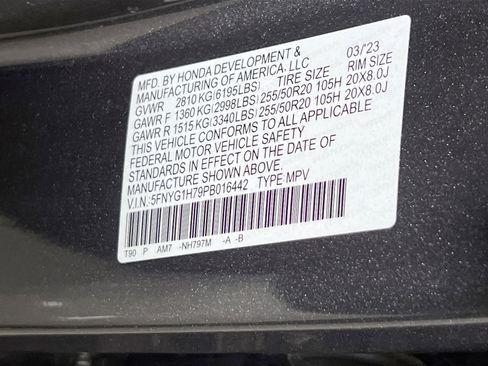 MFD. BY HONDA DEVELOPMENT &
MANUFACTURING OF AMERICA, LLC 03/23
GVWR 2810 KG (6195LBS) TIRE SIZE RIM SIZE
GAWR F 1360 KG (2998LBS) 255/50R20 105H 20X8.0J
GAWR R 1515 KG (3340LBS) 255/50R20 105H 20X8.0J
THIS VEHICLE CONFORMS TO ALL APPLICABLE
FEDERAL MOTOR VEHICLE SAFETY
STANDARDS IN EFFECT ON THE DATE OF
MANUFACTURE SHOWN ABOVE.
V.I.N.:5FNYG1H79PB016442 TYPE MPV
T90 P AM7 -NH797M -A -B